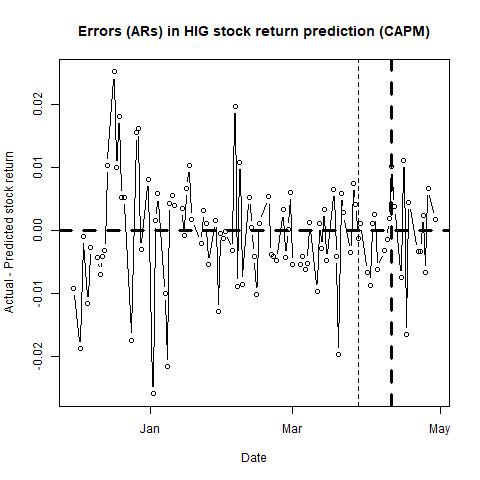 Errors (ARs) in HIG stock return prediction (CAPM)
Actual - Predicted stock return
0.02
0.01
0.00
-0.01
-0.02
Jan Mar May
Date